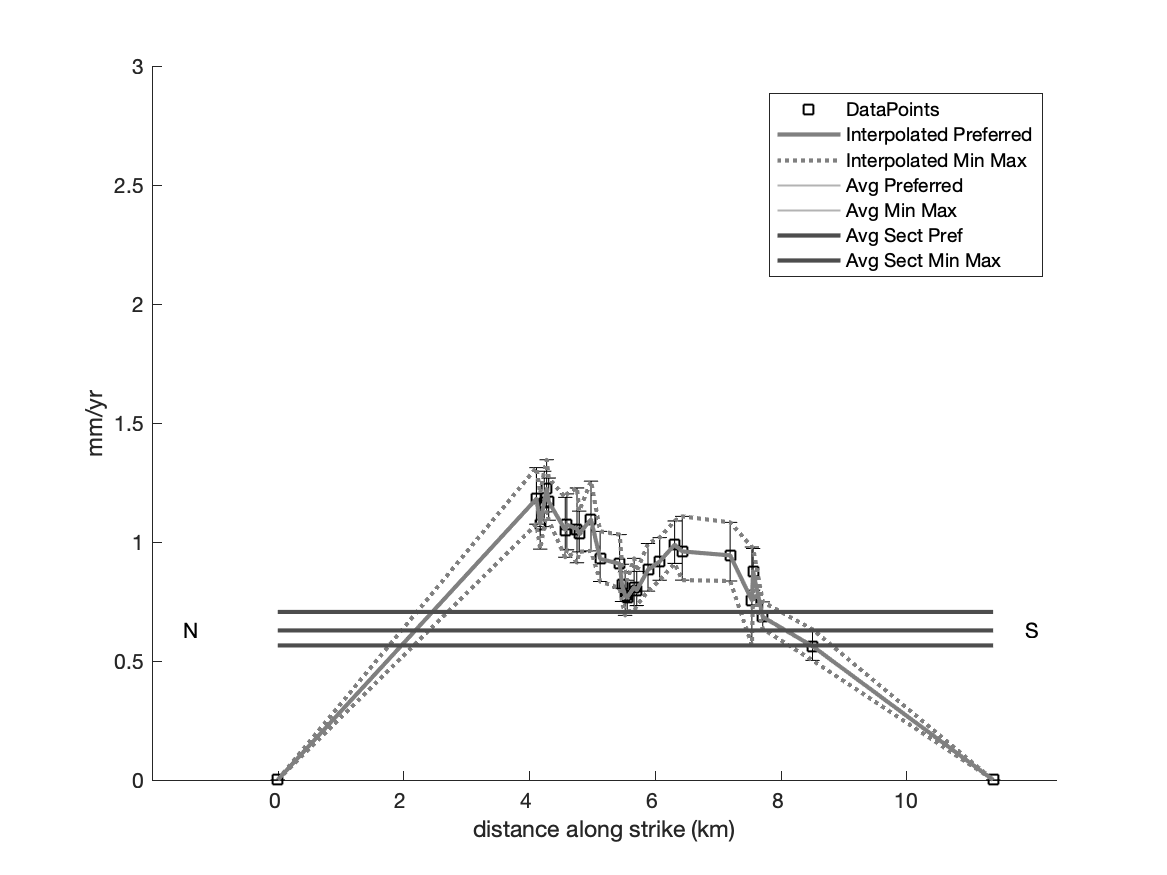 3
2.5
2
1.5
1
0.5
0
mm/yr
DataPoints
Interpolated Preferred
Interpolated Min Max
Avg Preferred
Avg Min Max
Avg Sect Pref
Avg Sect Min Max
N
S
0 2 4 6 8 10
distance along strike (km)